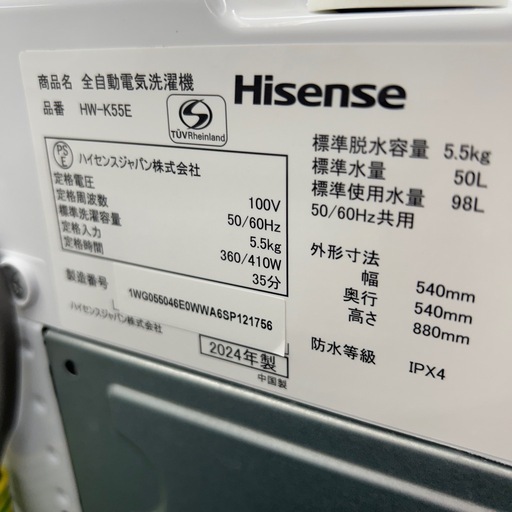 商品名 全自動電気洗濯機
品番 HW-K55E
TÜVRheinland
Hisense
PS
E
ハイセンスジャパン株式会社
定格電圧 100V
定格周波数 50/60Hz
標準洗濯容量 5.5kg
定格入力 360/410W
定格時間 35分
製造番号 1WG055046E0WWA6SP121756
ハイセンスジャパン株式会社
2024年製
中国製
標準脱水容量 5.5kg
標準水量 50L
標準使用水量 98L
50/60Hz共用
外形寸法
幅 540mm
奥行 540mm
高さ 880mm
防水等級 IPX4